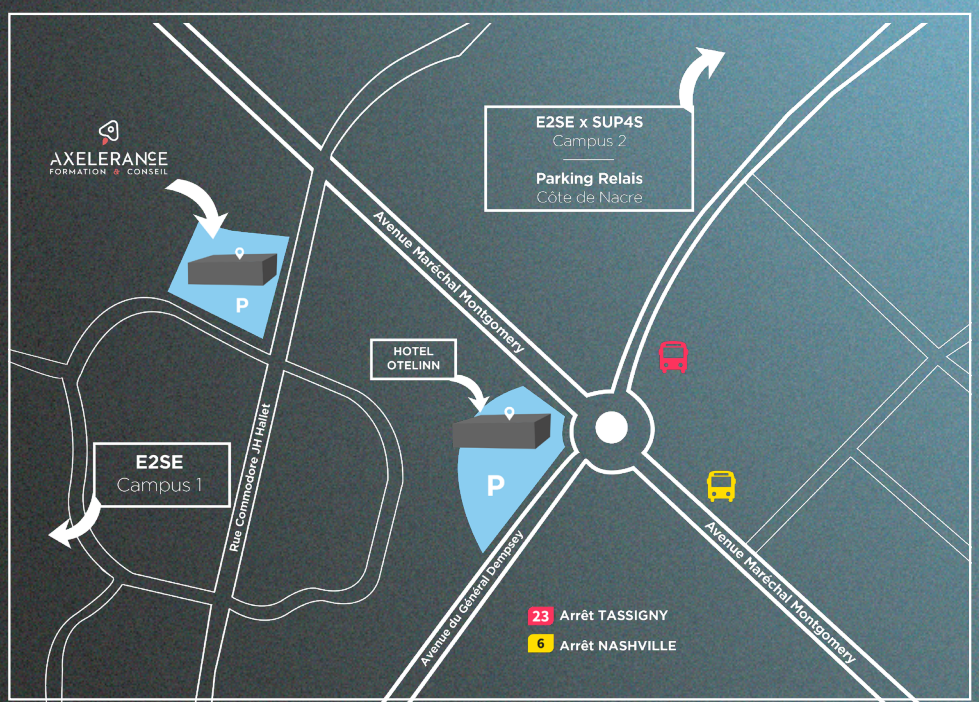 AXELERANCE
FORMATION & CONSEIL
E2SE x SUP4S
Campus 2
Parking Relais
Côte de Nacre
Avenue Maréchal Montgomery
P
HOTEL
OTELINN
P
E2SE
Campus 1
Rue Commodore JH Hallet
Avenue du Général Dempsey
Avenue Maréchal Montgomery
23 Arrêt TASSIGNY
6 Arrêt NASHVILLE